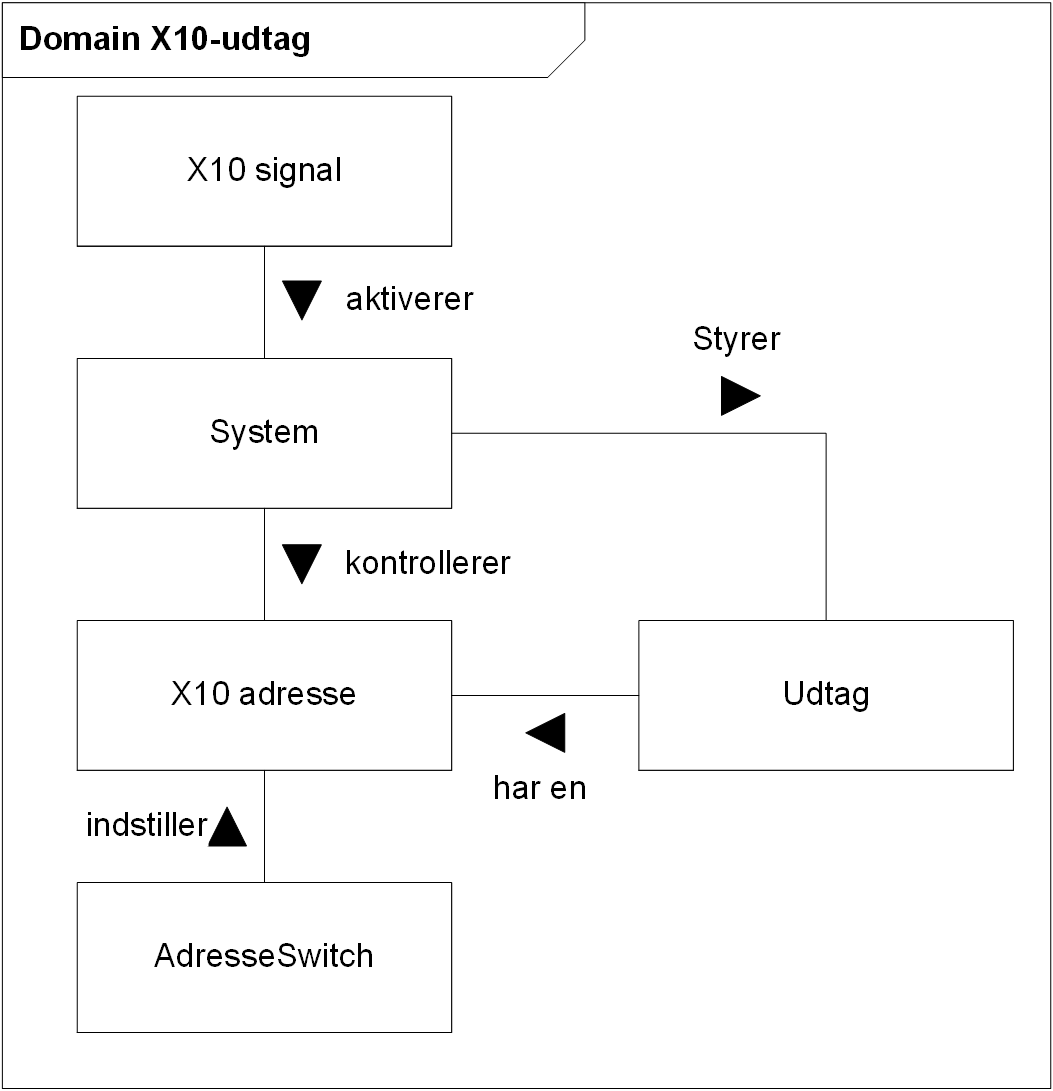 Domain X10-udtag
X10 signal
aktiverer
Styrer
System
kontrollerer
X10 adresse
Udtag
har en
indstiller
AdresseSwitch